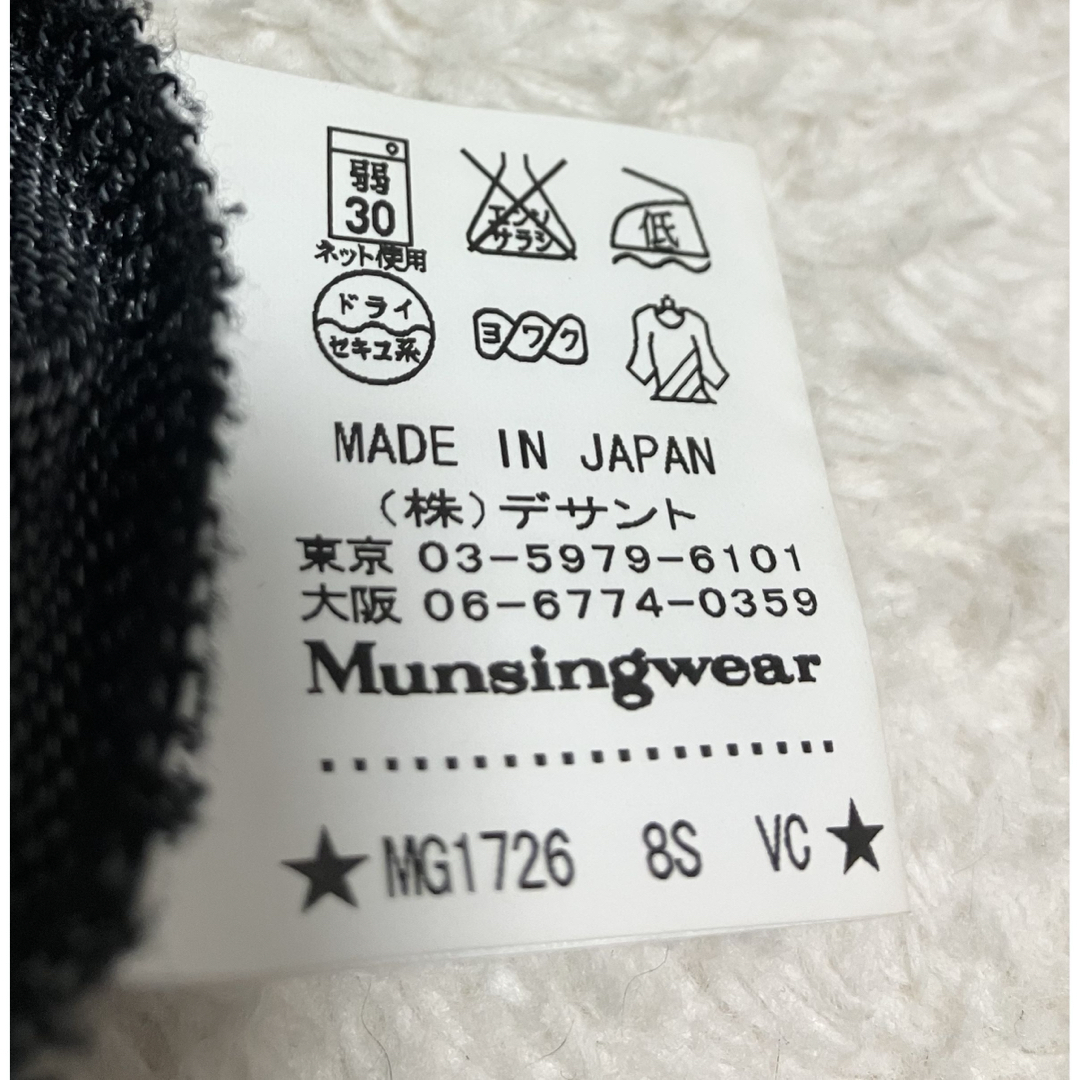 弱
30
ネット使用
エンソ
サラシ
低
ドライ
セキユ系
ヨワク
MADE IN JAPAN
(株)デサント
東京 03-5979-6101
大阪 06-6774-0359
Munsingwear
★MG1726 8S VC★